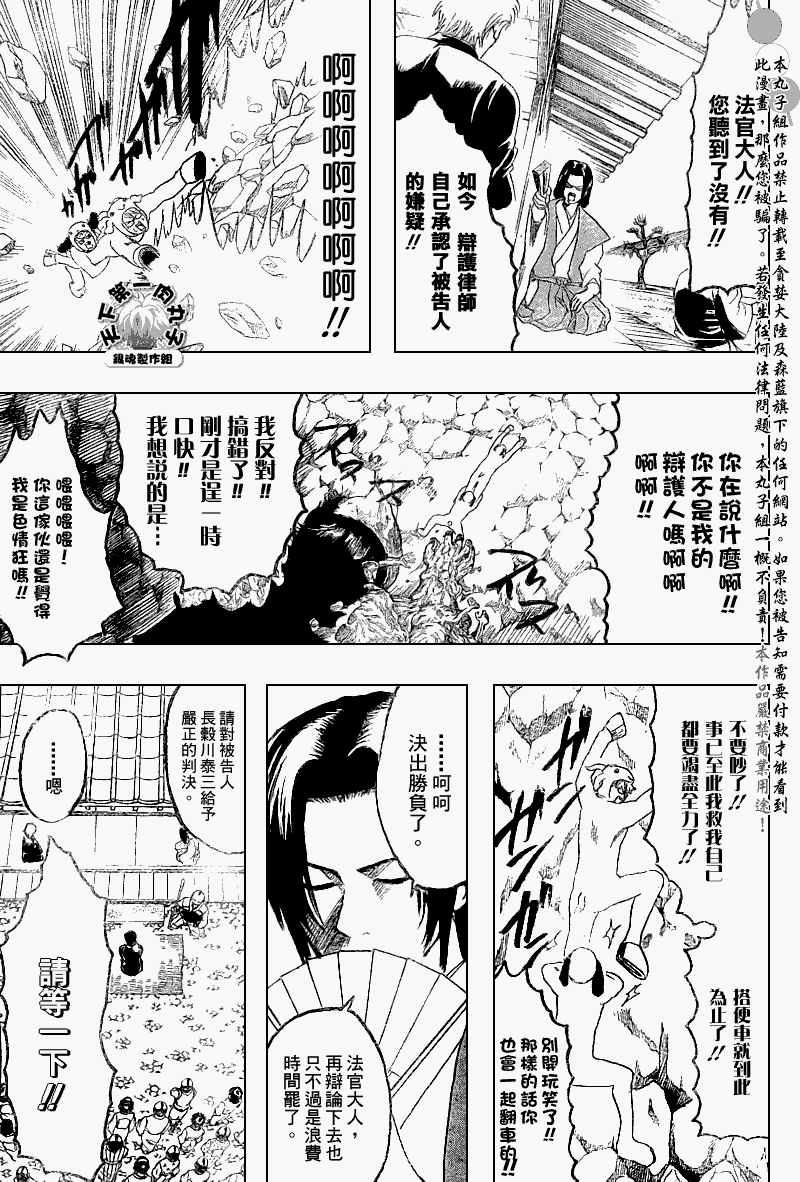 法官大人!!
您聽到了沒有!!
如今 辯護律師
自己承認了被告人
的嫌疑!!
啊啊啊啊啊啊啊啊!!
天下第一肉丸子
銀魂製作組
你在說什麼啊!!
你不是我的
辯護人嗎啊啊
啊啊!!
我反對!!
搞錯了!!
剛才是逞一時
口快!!
我想說的是…
喂喂喂喂!
你這傢伙還是覺得
我是色情狂嗎!!
不要吵了!!
事已至此我救我自己
都要竭盡全力了!!
搭便車就到此
為止了!!
別開玩笑了!!
那樣的話你
也會一起翻車的!!
……呵呵
決出勝負了。
法官大人，
再辯論下去也
只不過是浪費
時間罷了。
請對被告人
長穀川泰三給予
嚴正的判決。
……嗯
請等一下!!
本丸子組作品禁止轉載至貪婪大陸及森藍旗下的任何網站。如果您被告知需要付款才能看到
此漫畫，那麼您被騙了。若發生任何法律問題，本丸子組一概不負責！本作品嚴禁商業用途！